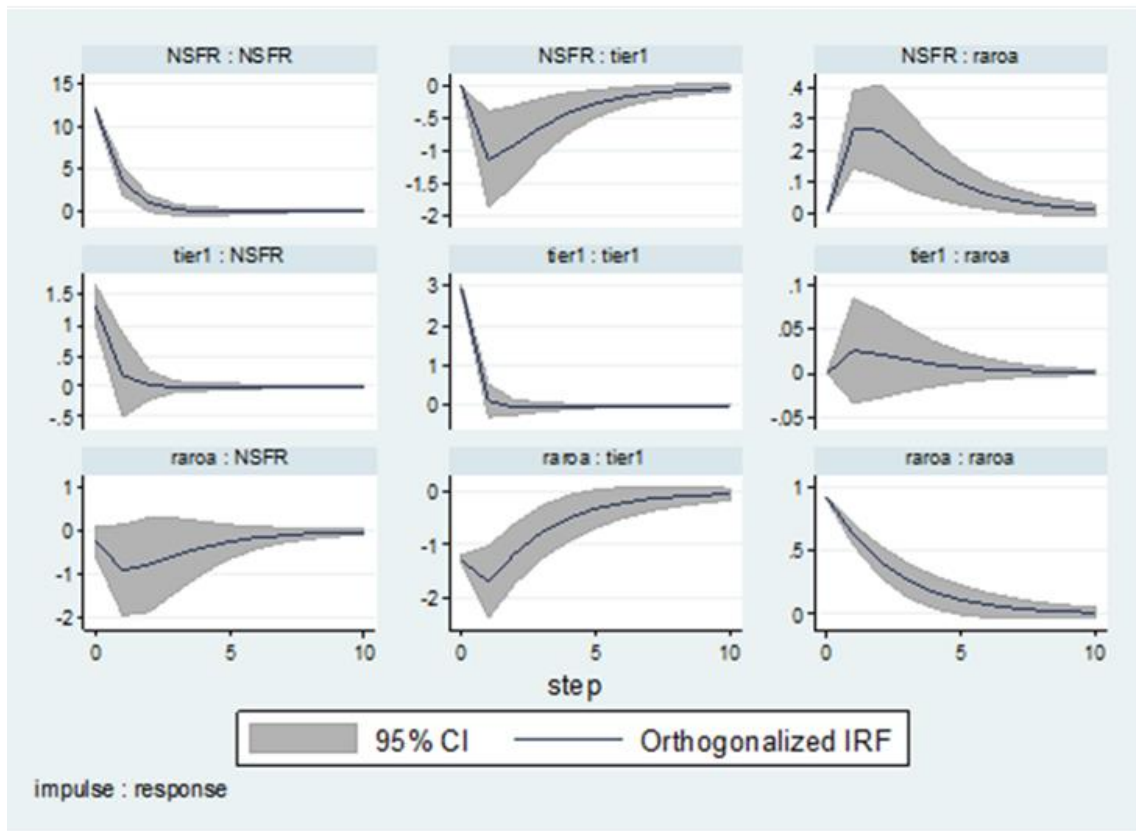 NSFR : NSFR
NSFR : tier1
NSFR : raroa
15
10
5
0
0
-.5
-1
-1.5
-2
.4
.3
.2
.1
0
tier1 : NSFR
tier1 : tier1
tier1 : raroa
1.5
1
.5
0
-.5
3
2
1
0
.1
.05
0
-.05
raroa : NSFR
raroa : tier1
raroa : raroa
1
0
-1
-2
0
-1
-2
1
.5
0
0 5 10
0 5 10
0 5 10
step
95% CI Orthogonalized IRF
impulse : response